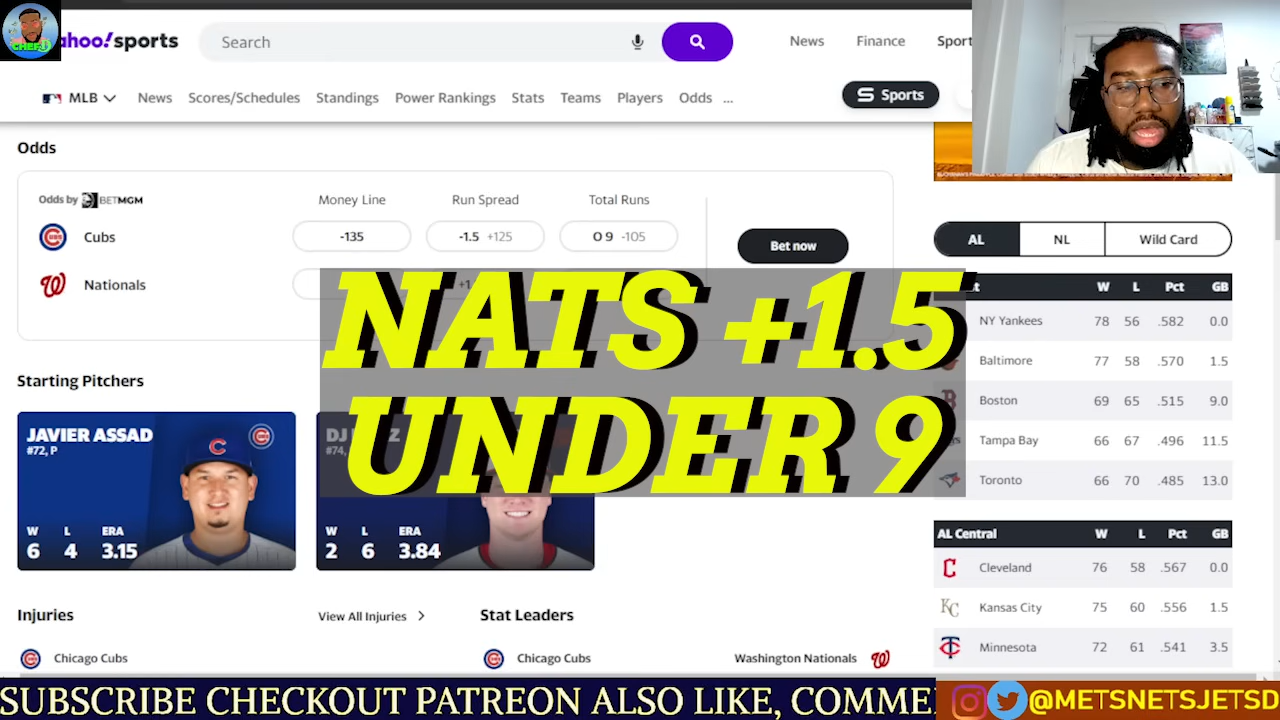 CHEF
yahoo!sports
Search
News
Finance
Sport
MLB
News
Scores/Schedules
Standings
Power Rankings
Stats
Teams
Players
Odds
...
S Sports
Odds
Odds by BETMGM
Money Line
Run Spread
Total Runs
Cubs
-135
-1.5 +125
O 9 -105
Bet now
Nationals
+1
NATS +1.5
UNDER 9
Starting Pitchers
JAVIER ASSAD
#72, P
W L ERA
6 4 3.15
DJ
#74,
W L ERA
2 6 3.84
Injuries
View All Injuries
Chicago Cubs
Stat Leaders
Chicago Cubs
Washington Nationals
AL
NL
Wild Card
W L Pct GB
NY Yankees 78 56 .582 0.0
Baltimore 77 58 .570 1.5
Boston 69 65 .515 9.0
Tampa Bay 66 67 .496 11.5
Toronto 66 70 .485 13.0
AL Central W L Pct GB
Cleveland 76 58 .567 0.0
Kansas City 75 60 .556 1.5
Minnesota 72 61 .541 3.5
SUBSCRIBE CHECKOUT PATREON ALSO LIKE, COMME
@METSNETSJETSD